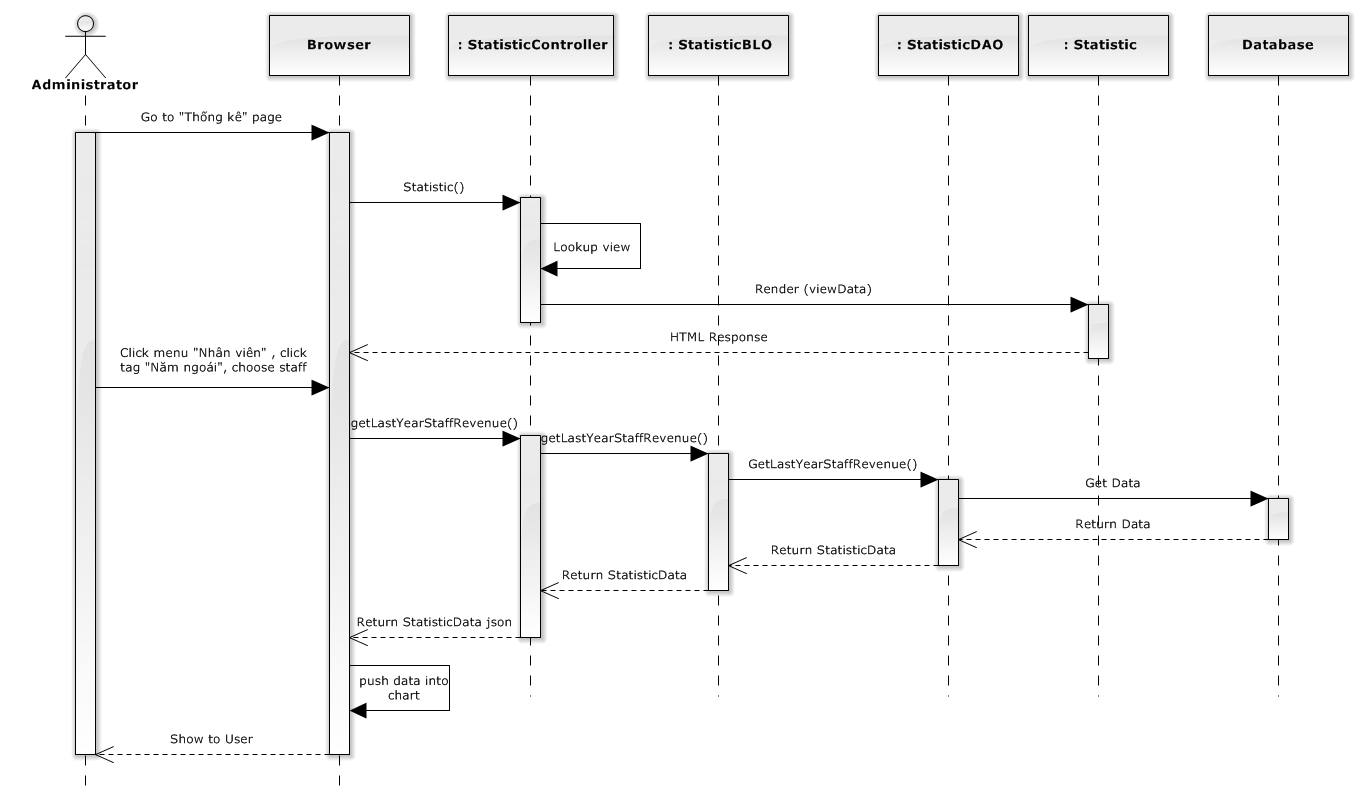 Browser
: StatisticController
: StatisticBLO
: StatisticDAO
: Statistic
Database
Administrator
Go to "Thống kê" page
Statistic()
Lookup view
Render (viewData)
HTML Response
Click menu "Nhân viên" , click
tag "Năm ngoái", choose staff
getLastYearStaffRevenue()
getLastYearStaffRevenue()
GetLastYearStaffRevenue()
Get Data
Return Data
Return StatisticData
Return StatisticData
Return StatisticData json
push data into
chart
Show to User